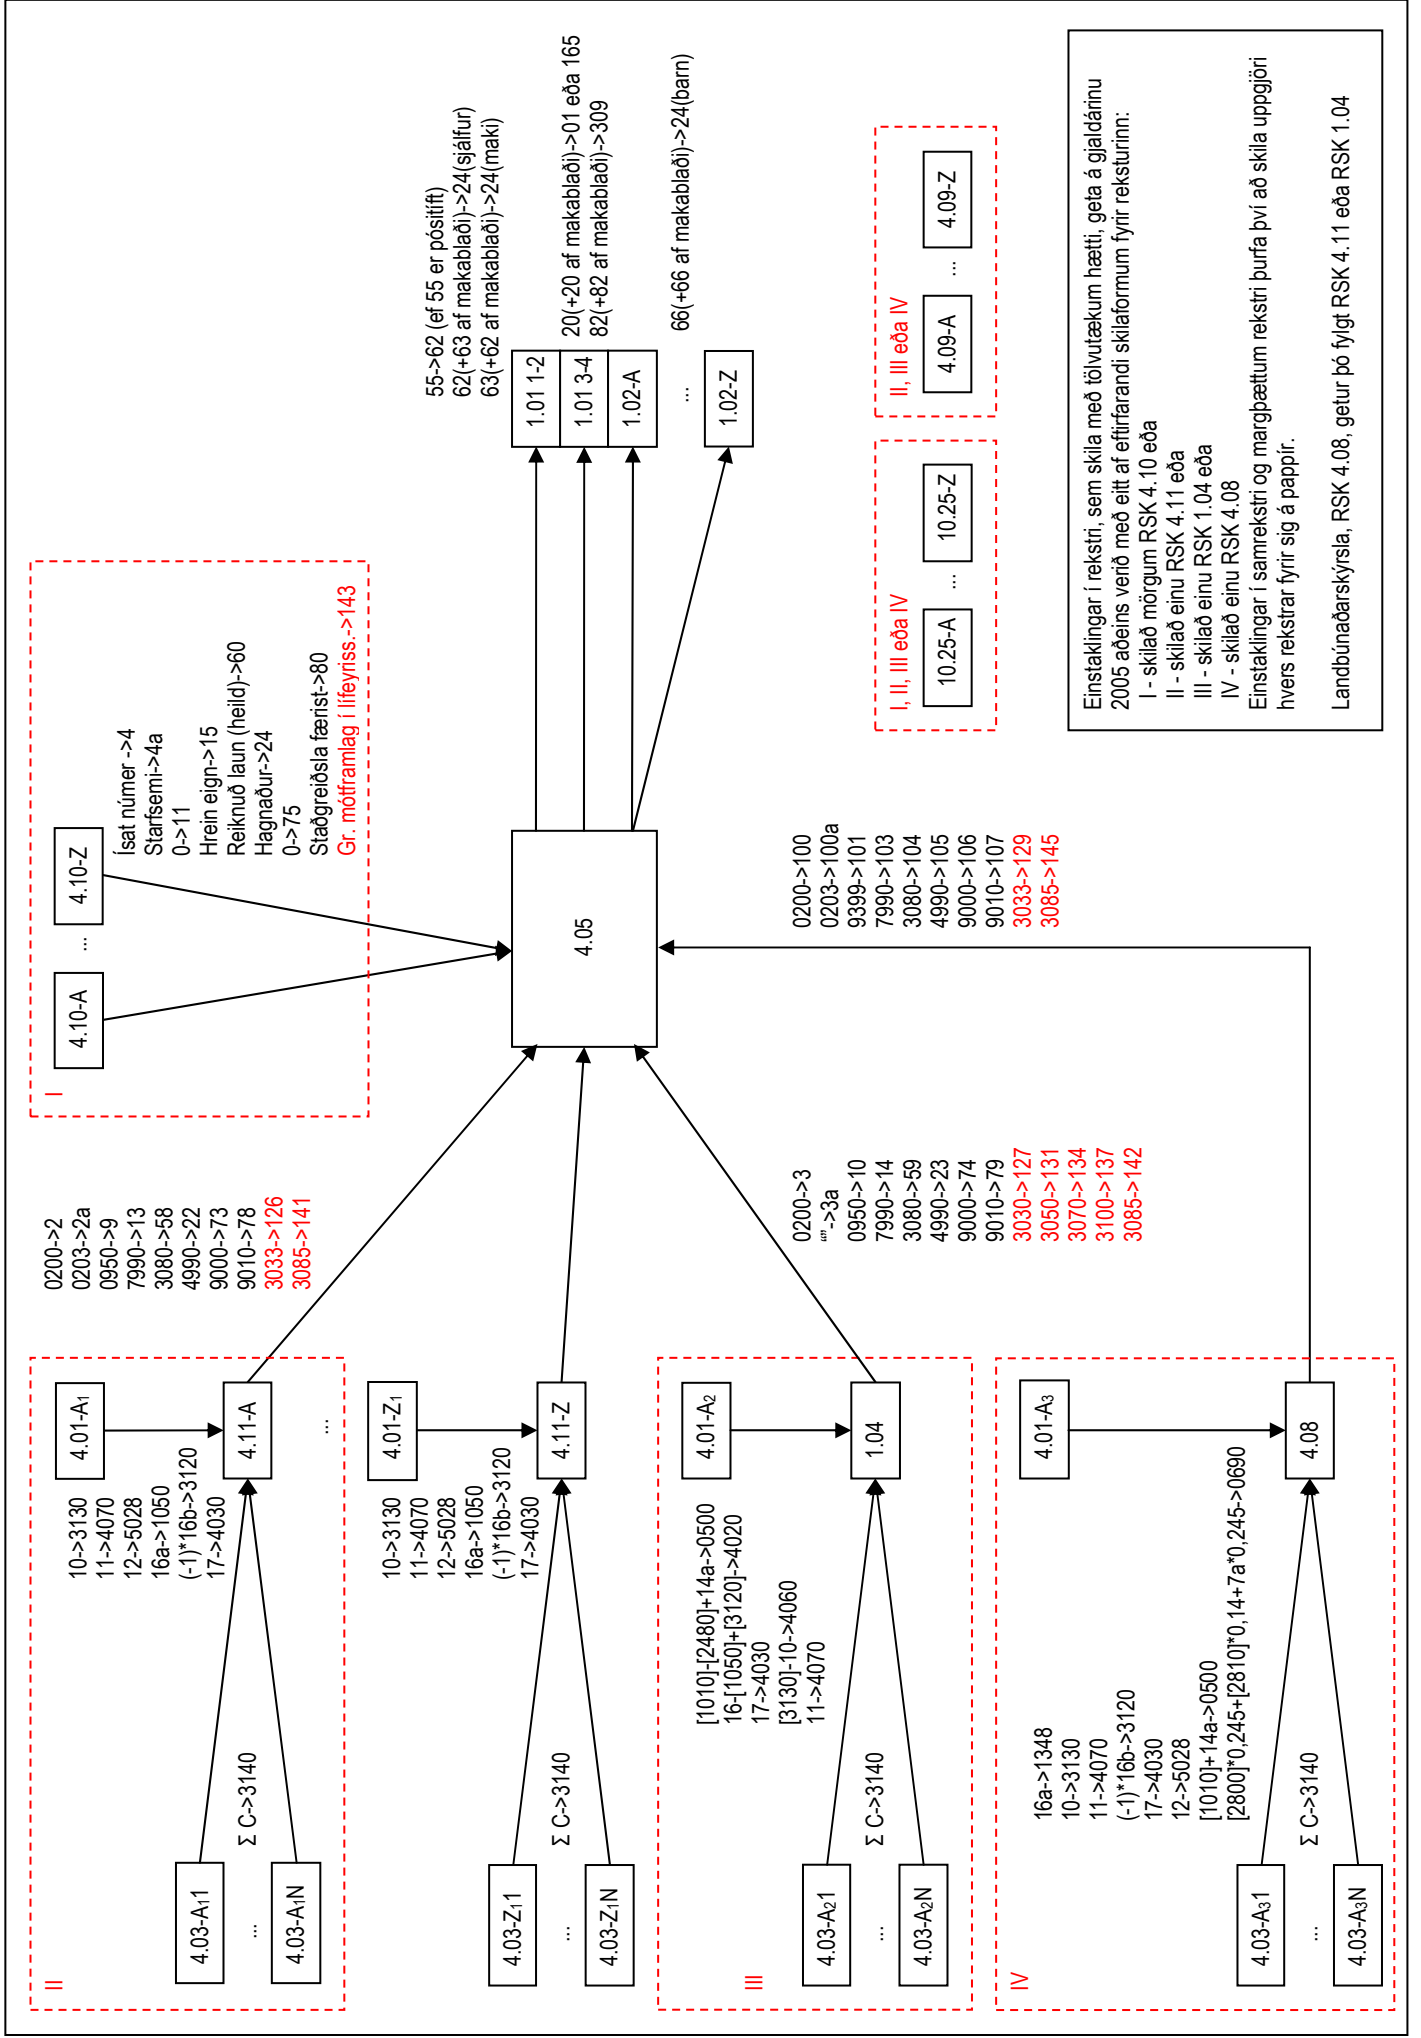 II
4.03-A₁1
...
4.03-A₁N
Σ C->3140
10->3130
11->4070
12->5028
16a->1050
(-1)*16b->3120
17->4030
4.01-A₁
4.11-A
...
0200->2
0203->2a
0950->9
7990->13
3080->58
4990->22
9000->73
9010->78
3033->126
3085->141
4.03-Z₁1
...
4.03-Z₁N
Σ C->3140
10->3130
11->4070
12->5028
16a->1050
(-1)*16b->3120
17->4030
4.01-Z₁
4.11-Z
III
4.03-A₂1
...
4.03-A₂N
Σ C->3140
[1010]-[2480]+14a->0500
16-[1050]+[3120]->4020
17->4030
[3130]-10->4060
11->4070
4.01-A₂
1.04
0200->3
""->3a
0950->10
7990->14
3080->59
4990->23
9000->74
9010->79
3030->127
3050->131
3070->134
3100->137
3085->142
IV
4.03-A₃1
...
4.03-A₃N
Σ C->3140
16a->1348
10->3130
11->4070
(-1)*16b->3120
17->4030
12->5028
[1010]+14a->0500
[2800]*0,245+[2810]*0,14+7a*0,245->0690
4.01-A₃
4.08
0200->100
0203->100a
9399->101
7990->103
3080->104
4990->105
9000->106
9010->107
3033->129
3085->145
I
4.10-A
...
4.10-Z
Ísat númer ->4
Starfsemi->4a
0->11
Hrein eign->15
Reiknuð laun (heild)->60
Hagnaður->24
0->75
Staðgreiðsla færist->80
Gr. mótframlag í lífeyriss.->143
4.05
55->62 (ef 55 er pósitíft)
62(+63 af makablaði)->24(sjálfur)
63(+62 af makablaði)->24(maki)
1.01 1-2
1.01 3-4
1.02-A
...
1.02-Z
20(+20 af makablaði)->01 eða 165
82(+82 af makablaði)->309
66(+66 af makablaði)->24(barn)
I, II, III eða IV
10.25-A
...
10.25-Z
II, III eða IV
4.09-A
...
4.09-Z
Einstaklingar í rekstri, sem skila með tölvutækum hætti, geta á gjaldárinu
2005 aðeins verið með eitt af eftirfarandi skilaformum fyrir reksturinn:
I - skilað mörgum RSK 4.10 eða
II - skilað einu RSK 4.11 eða
III - skilað einu RSK 1.04 eða
IV - skilað einu RSK 4.08
Einstaklingar í samrekstri og margþættum rekstri þurfa því að skila uppgjöri
hvers rekstrar fyrir sig á pappír.
Landbúnaðarskýrsla, RSK 4.08, getur þó fylgt RSK 4.11 eða RSK 1.04